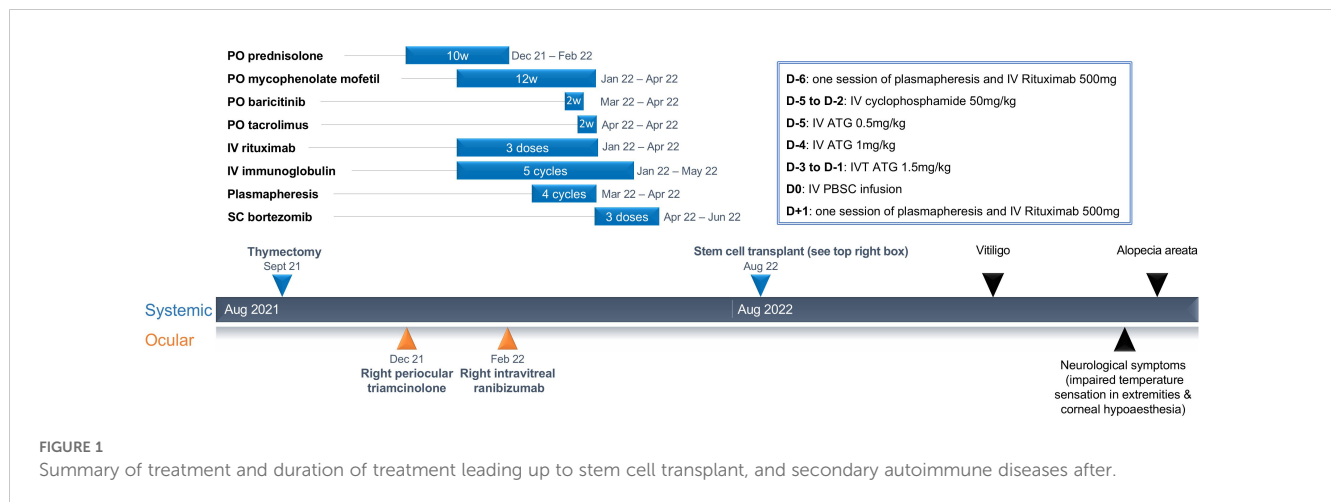 PO prednisolone
10w
Dec 21 – Feb 22
PO mycophenolate mofetil
12w
Jan 22 – Apr 22
PO baricitinib
2w
Mar 22 – Apr 22
PO tacrolimus
2w
Apr 22 – Apr 22
IV rituximab
3 doses
Jan 22 – Apr 22
IV immunoglobulin
5 cycles
Jan 22 – May 22
Plasmapheresis
4 cycles
Mar 22 – Apr 22
SC bortezomib
3 doses
Apr 22 – Jun 22
D-6: one session of plasmapheresis and IV Rituximab 500mg
D-5 to D-2: IV cyclophosphamide 50mg/kg
D-5: IV ATG 0.5mg/kg
D-4: IV ATG 1mg/kg
D-3 to D-1: IVT ATG 1.5mg/kg
D0: IV PBSC infusion
D+1: one session of plasmapheresis and IV Rituximab 500mg
Thymectomy
Sept 21
Stem cell transplant (see top right box)
Aug 22
Vitiligo
Alopecia areata
Systemic
Aug 2021
Aug 2022
Ocular
Dec 21
Right periocular
triamcinolone
Feb 22
Right intravitreal
ranibizumab
Neurological symptoms
(impaired temperature
sensation in extremities &
corneal hypoaesthesia)
FIGURE 1
Summary of treatment and duration of treatment leading up to stem cell transplant, and secondary autoimmune diseases after.